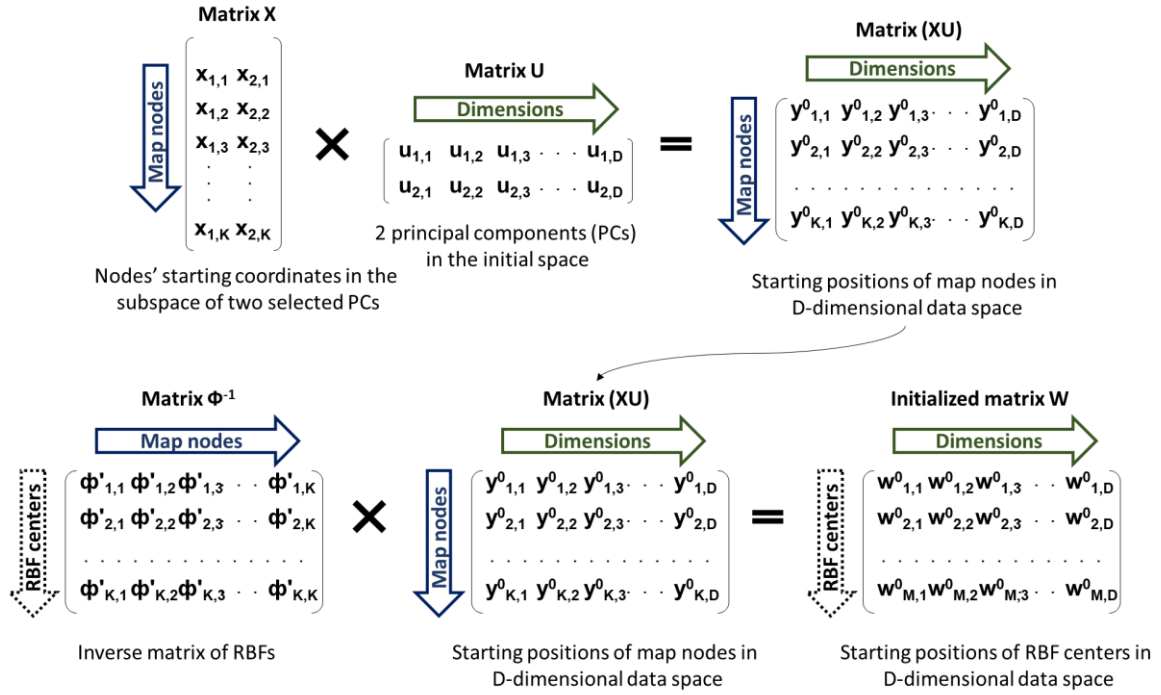 Matrix X
Map nodes
x1,1 x2,1
x1,2 x2,2
x1,3 x2,3
. .
. .
x1,K x2,K
Nodes' starting coordinates in the
subspace of two selected PCs
×
Matrix U
Dimensions
u1,1 u1,2 u1,3 · · · u1,D
u2,1 u2,2 u2,3 · · · u2,D
2 principal components (PCs)
in the initial space
=
Matrix (XU)
Dimensions
Map nodes
y⁰1,1 y⁰1,2 y⁰1,3 · · · y⁰1,D
y⁰2,1 y⁰2,2 y⁰2,3 · · · y⁰2,D
. . . . . . . . . . . . . . .
y⁰K,1 y⁰K,2 y⁰K,3 · · · y⁰K,D
Starting positions of map nodes in
D-dimensional data space
Matrix Φ⁻¹
Map nodes
RBF centers
ф'1,1 ф'1,2 ф'1,3 · · ф'1,K
ф'2,1 ф'2,2 ф'2,3 · · ф'2,K
. . . . . . . . . . . . . . .
ф'K,1 ф'K,2 ф'K,3 · · ф'K,K
Inverse matrix of RBFs
×
Matrix (XU)
Dimensions
Map nodes
y⁰1,1 y⁰1,2 y⁰1,3 · · · y⁰1,D
y⁰2,1 y⁰2,2 y⁰2,3 · · · y⁰2,D
. . . . . . . . . . . . . . .
y⁰K,1 y⁰K,2 y⁰K,3 · · · y⁰K,D
Starting positions of map nodes in
D-dimensional data space
=
Initialized matrix W
Dimensions
RBF centers
w⁰1,1 w⁰1,2 w⁰1,3 · · w⁰1,D
w⁰2,1 w⁰2,2 w⁰2,3 · · w⁰2,D
. . . . . . . . . . . . . . .
w⁰M,1 w⁰M,2 w⁰M;3 · · w⁰M,D
Starting positions of RBF centers in
D-dimensional data space